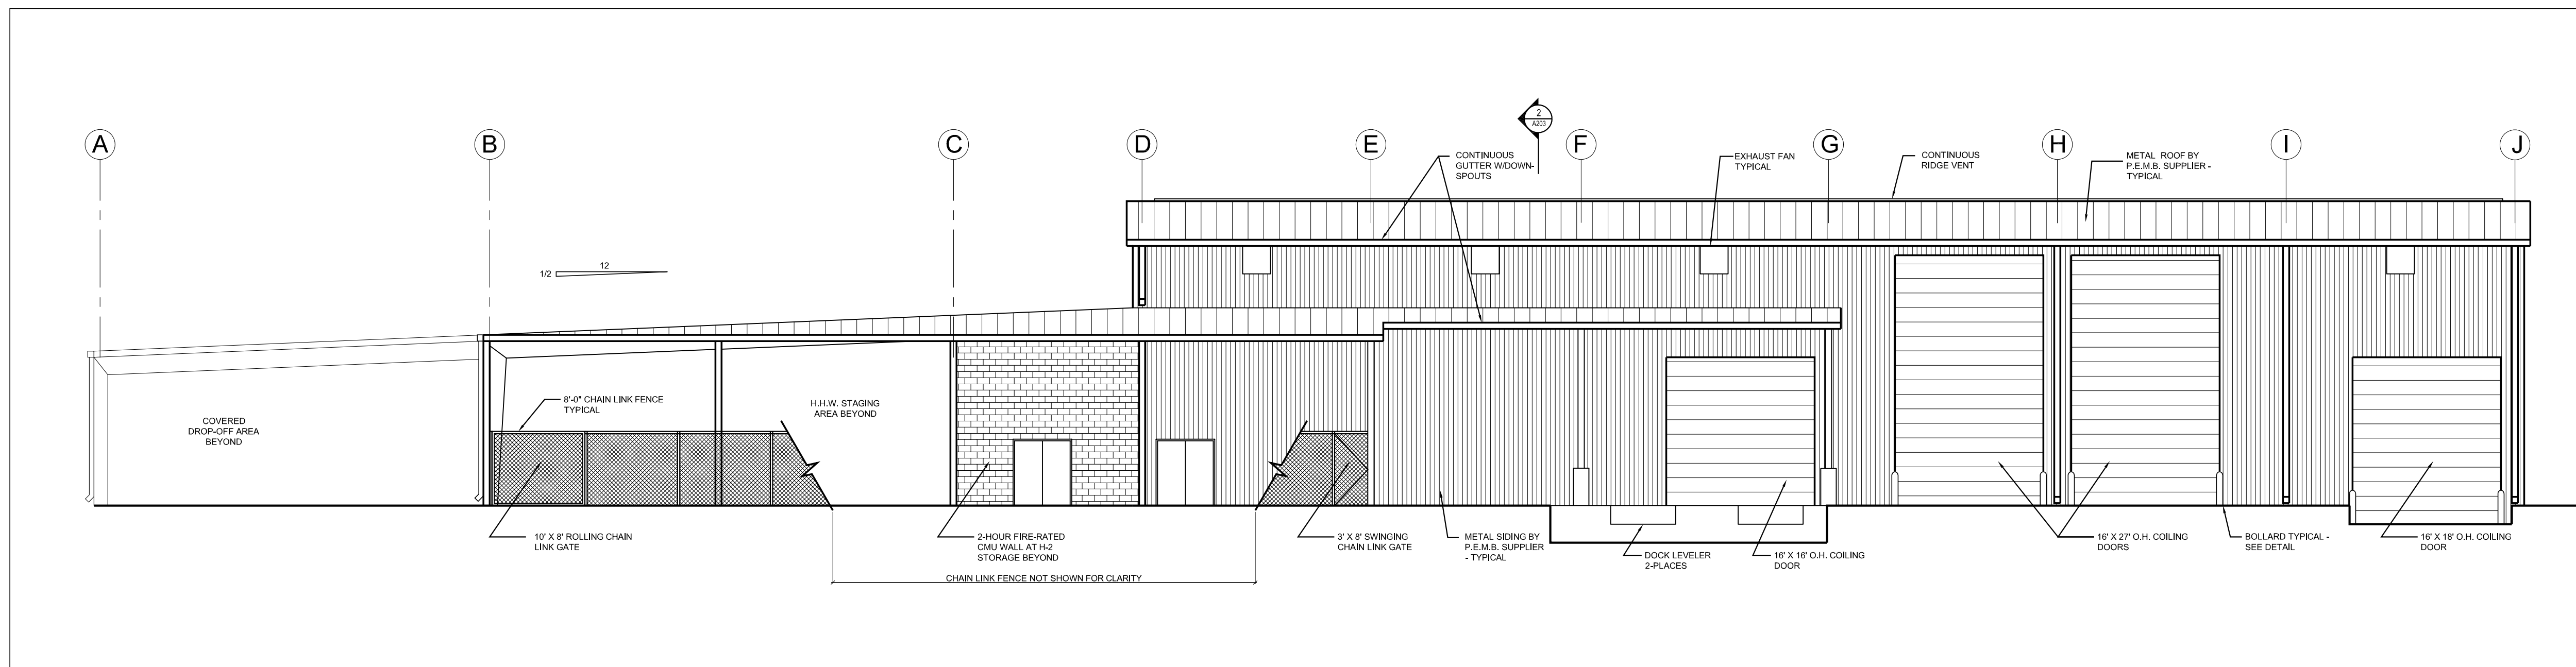 A
B
C
D
E
F
G
H
I
J
2
A203
CONTINUOUS
GUTTER W/DOWN-
SPOUTS
EXHAUST FAN
TYPICAL
CONTINUOUS
RIDGE VENT
METAL ROOF BY
P.E.M.B. SUPPLIER -
TYPICAL
1/2
12
COVERED
DROP-OFF AREA
BEYOND
8'-0" CHAIN LINK FENCE
TYPICAL
H.H.W. STAGING
AREA BEYOND
10' X 8' ROLLING CHAIN
LINK GATE
2-HOUR FIRE-RATED
CMU WALL AT H-2
STORAGE BEYOND
3' X 8' SWINGING
CHAIN LINK GATE
METAL SIDING BY
P.E.M.B. SUPPLIER
- TYPICAL
DOCK LEVELER
2-PLACES
16' X 16' O.H. COILING
DOOR
16' X 27' O.H. COILING
DOORS
BOLLARD TYPICAL -
SEE DETAIL
16' X 18' O.H. COILING
DOOR
CHAIN LINK FENCE NOT SHOWN FOR CLARITY